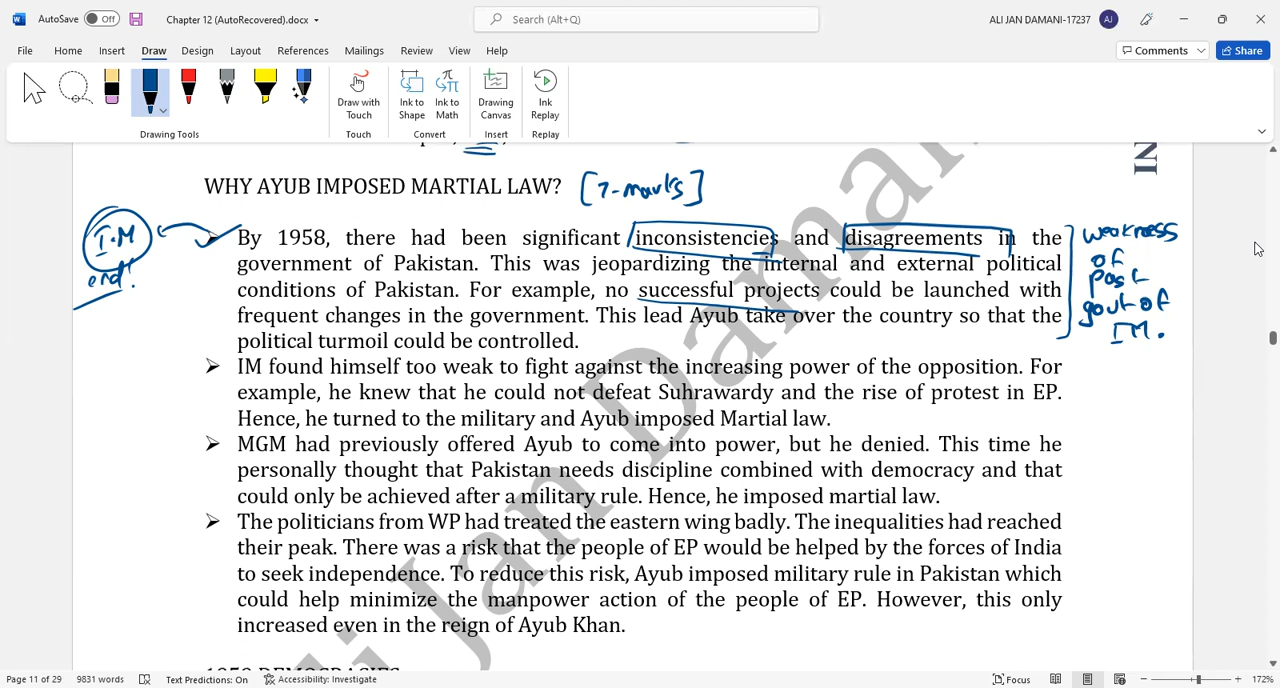 AutoSave Off Chapter 12 (AutoRecovered).docx Search (Alt+Q) ALI JAN DAMANI-17237 AJ
File Home Insert Draw Design Layout References Mailings Review View Help Comments Share
Draw with Touch Ink to Shape Ink to Math Drawing Canvas Ink Replay
Drawing Tools Touch Convert Insert Replay
WHY AYUB IMPOSED MARTIAL LAW? [7-marks]
IN
I.M
end!
By 1958, there had been significant inconsistencies and disagreements in the
government of Pakistan. This was jeopardizing the internal and external political
conditions of Pakistan. For example, no successful projects could be launched with
frequent changes in the government. This lead Ayub take over the country so that the
political turmoil could be controlled.
weakness
of
past
govt of
IM.
IM found himself too weak to fight against the increasing power of the opposition. For
example, he knew that he could not defeat Suhrawardy and the rise of protest in EP.
Hence, he turned to the military and Ayub imposed Martial law.
MGM had previously offered Ayub to come into power, but he denied. This time he
personally thought that Pakistan needs discipline combined with democracy and that
could only be achieved after a military rule. Hence, he imposed martial law.
The politicians from WP had treated the eastern wing badly. The inequalities had reached
their peak. There was a risk that the people of EP would be helped by the forces of India
to seek independence. To reduce this risk, Ayub imposed military rule in Pakistan which
could help minimize the manpower action of the people of EP. However, this only
increased even in the reign of Ayub Khan.
li Jan Daman
Page 11 of 29 9831 words Text Predictions: On Accessibility: Investigate Focus 172%